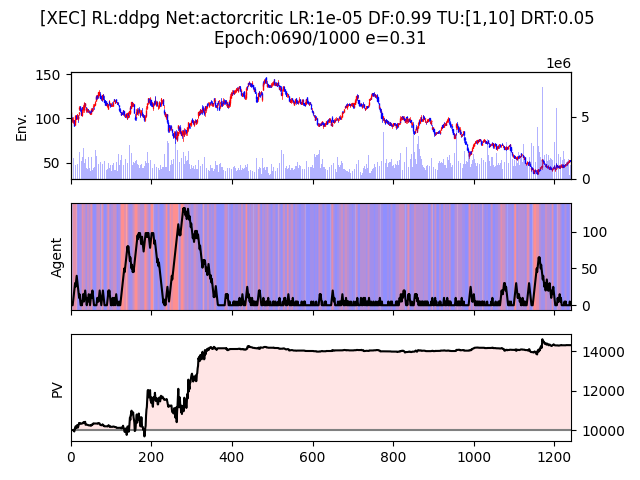 [XEC] RL:ddpg Net:actorcritic LR:1e-05 DF:0.99 TU:[1,10] DRT:0.05
Epoch:0690/1000 e=0.31
1e6
150
100
50
Env.
5
0
Agent
100
50
0
PV
14000
12000
10000
0 200 400 600 800 1000 1200